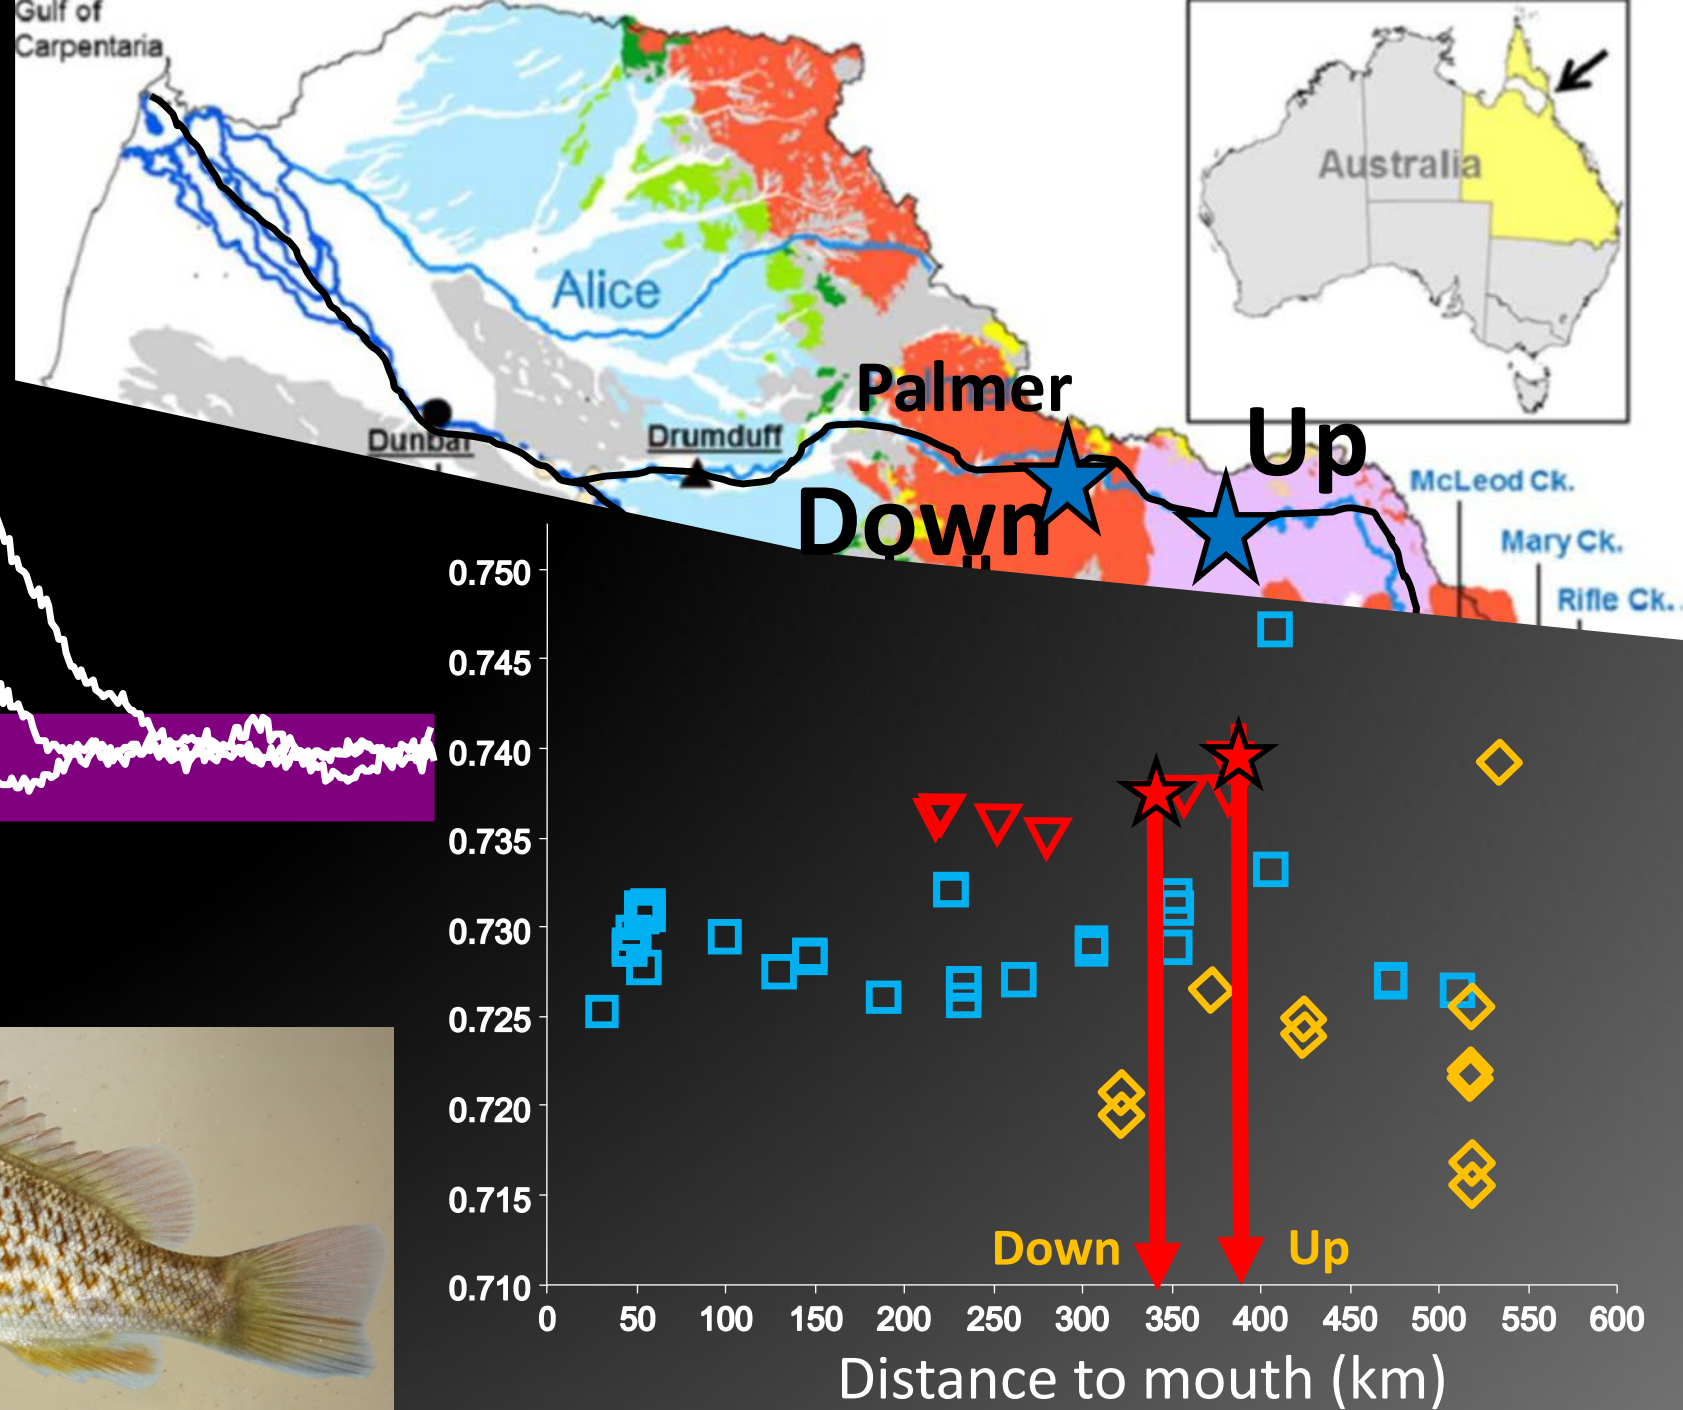 Gulf of
Carpentaria
Australia
Alice
Palmer
Up
Dunbar
Drumduff
McLeod Ck.
Down
Mary Ck.
Rifle Ck.
0.750
0.745
0.740
0.735
0.730
0.725
0.720
0.715
Down Up
0.710
0 50 100 150 200 250 300 350 400 450 500 550 600
Distance to mouth (km)